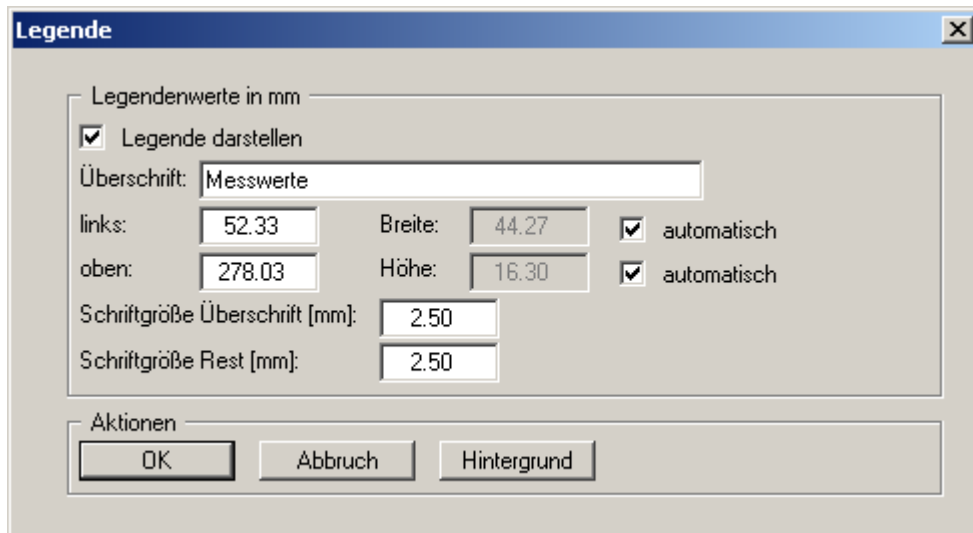 Legende
Legendenwerte in mm
Legende darstellen
Überschrift: Messwerte
links: 52.33 Breite: 44.27 automatisch
oben: 278.03 Höhe: 16.30 automatisch
Schriftgröße Überschrift [mm]: 2.50
Schriftgröße Rest [mm]: 2.50
Aktionen
OK Abbruch Hintergrund